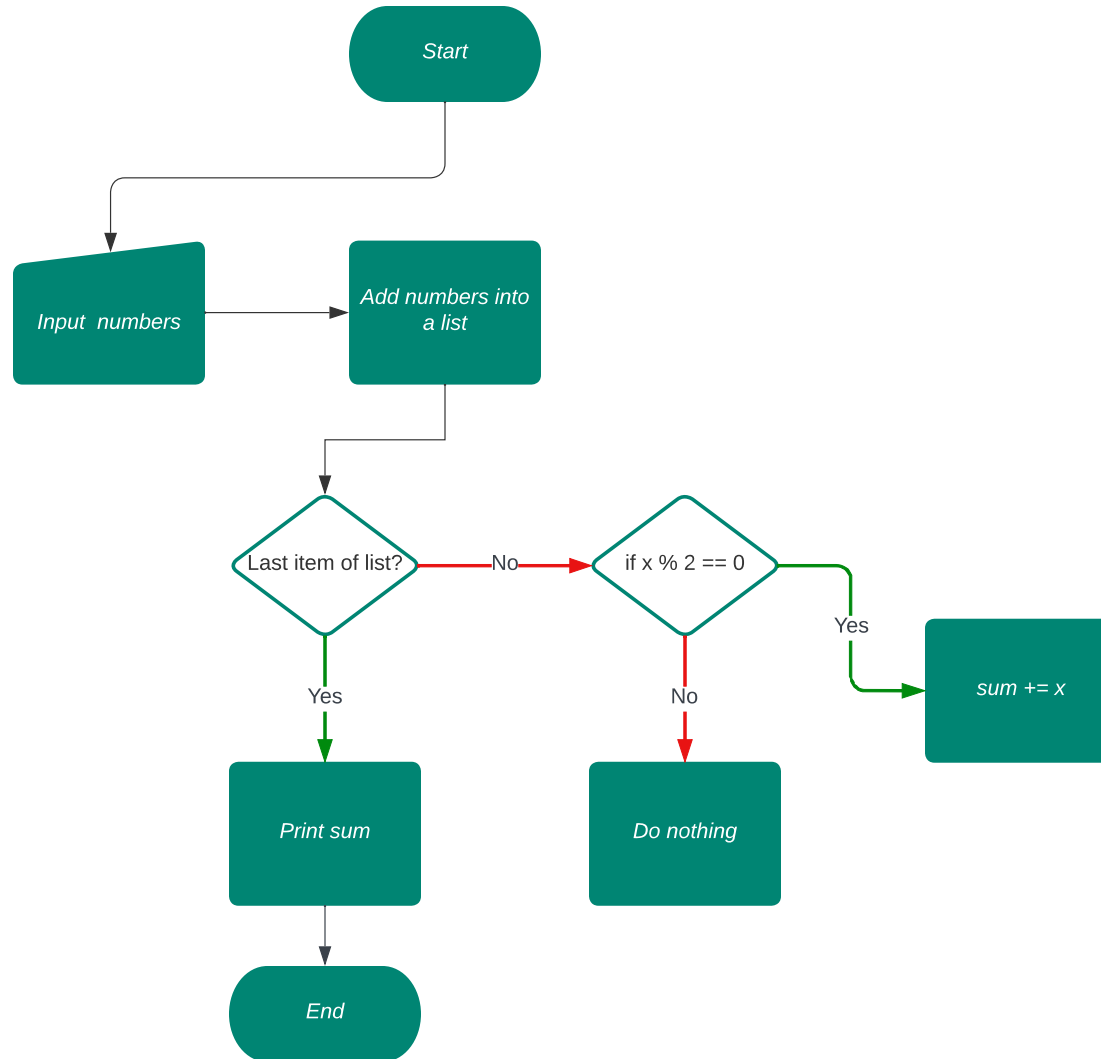 Start
Input  numbers
Add numbers into
a list
Last item of list?
No
if x % 2 == 0
Yes
sum += x
Yes
No
Print sum
Do nothing
End